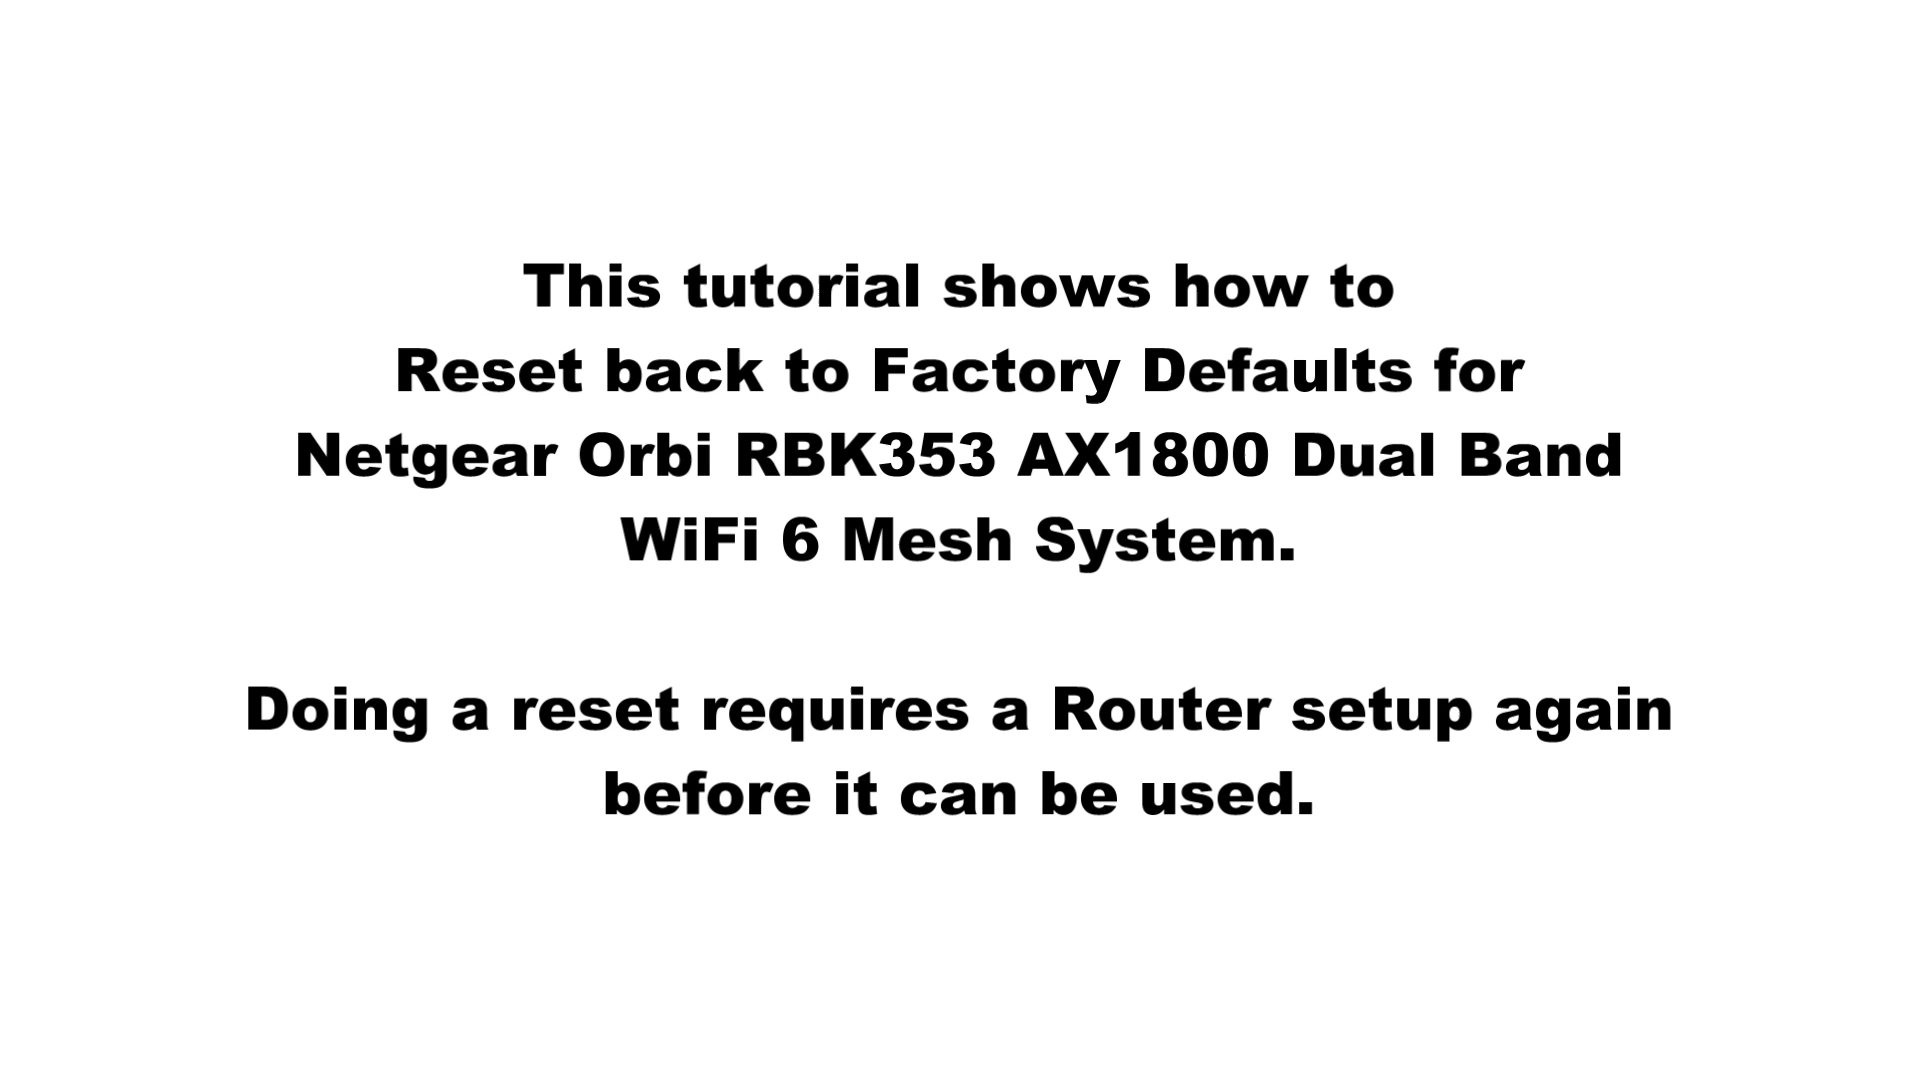 This tutorial shows how to
Reset back to Factory Defaults for
Netgear Orbi RBK353 AX1800 Dual Band
WiFi 6 Mesh System.
Doing a reset requires a Router setup again
before it can be used.